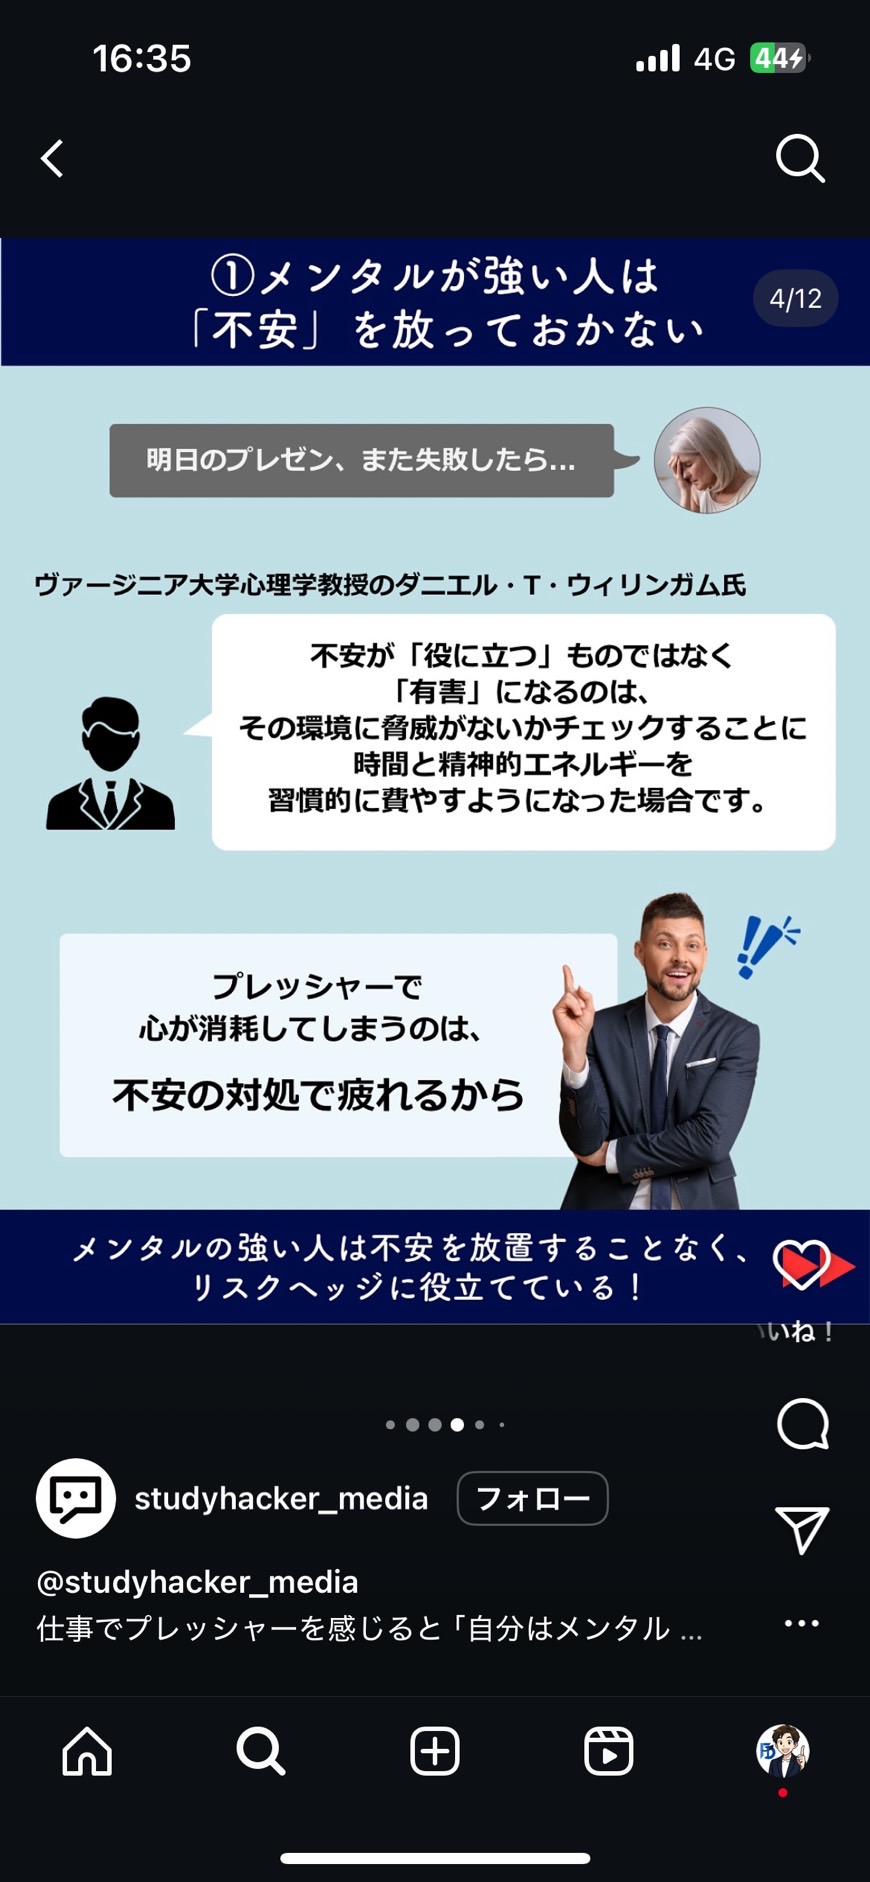 16:35
4G 44
①メンタルが強い人は
「不安」を放っておかない
4/12
明日のプレゼン、また失敗したら...
ヴァージニア大学心理学教授のダニエル・T・ウィリンガム氏
不安が「役に立つ」ものではなく
「有害」になるのは、
その環境に脅威がないかチェックすることに
時間と精神的エネルギーを
習慣的に費やすようになった場合です。
プレッシャーで
心が消耗してしまうのは、
不安の対処で疲れるから
メンタルの強い人は不安を放置することなく、
リスクヘッジに役立てている！
いいね！
studyhacker_media
フォロー
@studyhacker_media
仕事でプレッシャーを感じると「自分はメンタル ...